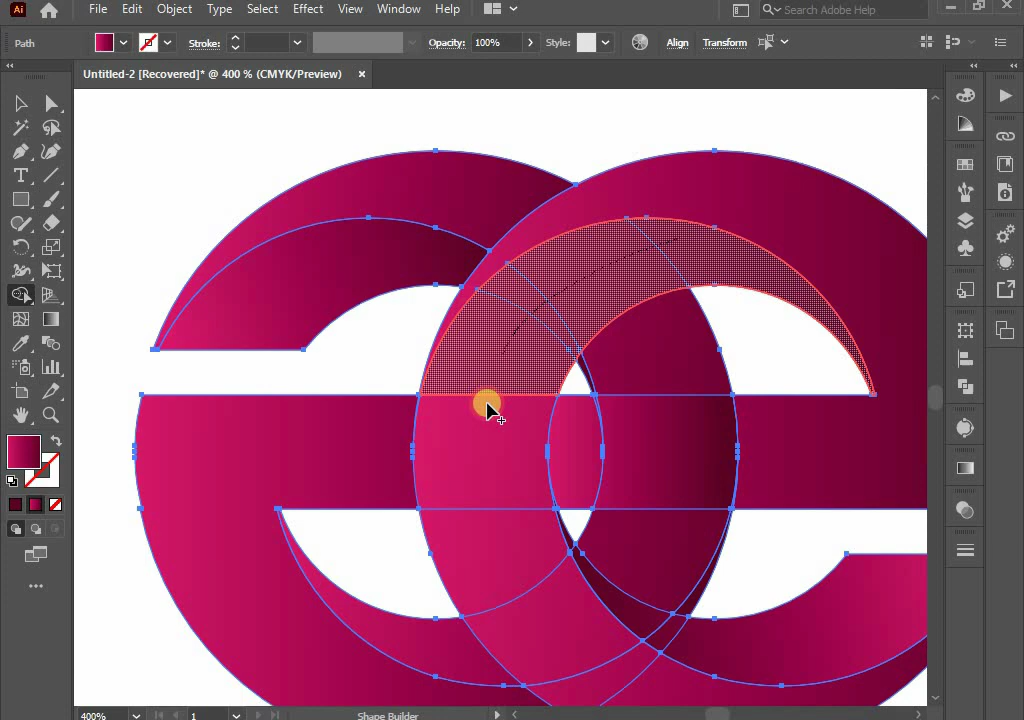 Ai File Edit Object Type Select Effect View Window Help Search Adobe Help
Path Stroke: Opacity: 100% Style: Align Transform
Untitled-2 [Recovered]* @ 400 % (CMYK/Preview) ×
400% 1 Shape Builder